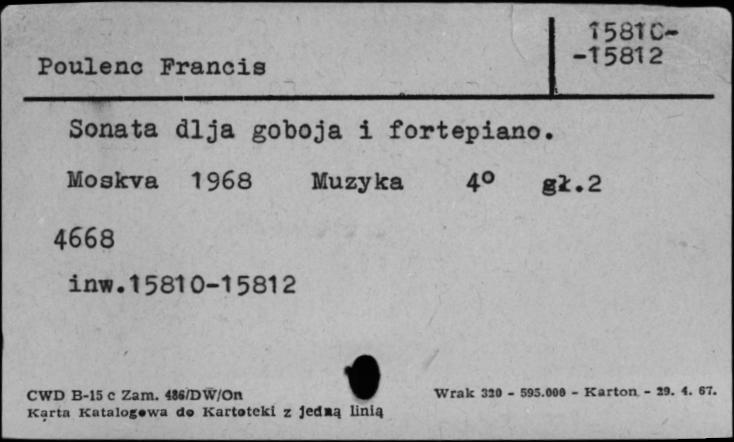 Poulenc Francis
15810-
-15812
Sonata dlja goboja i fortepiano.
Moskva 1968 Muzyka 4º gł.2
4668
inw.15810-15812
CWD B-15 c Zam. 486/DW/On
Wrak 320 - 595.000 - Karton - 29. 4. 67.
Karta Katalogowa do Kartoteki z jedną linią